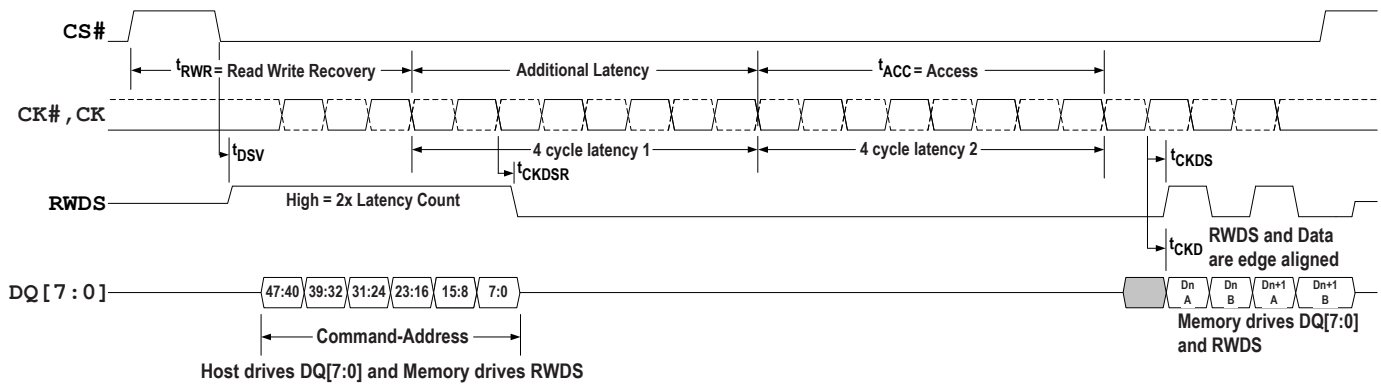 CS#
tRWR = Read Write Recovery
Additional Latency
tACC = Access
CK#,CK
tDSV
4 cycle latency 1
4 cycle latency 2
tCKDS
tCKDSR
RWDS
High = 2x Latency Count
tCKD
RWDS and Data
are edge aligned
DQ[7:0]
47:40 39:32 31:24 23:16 15:8 7:0
Dn A
Dn B
Dn+1 A
Dn+1 B
Command-Address
Memory drives DQ[7:0]
and RWDS
Host drives DQ[7:0] and Memory drives RWDS